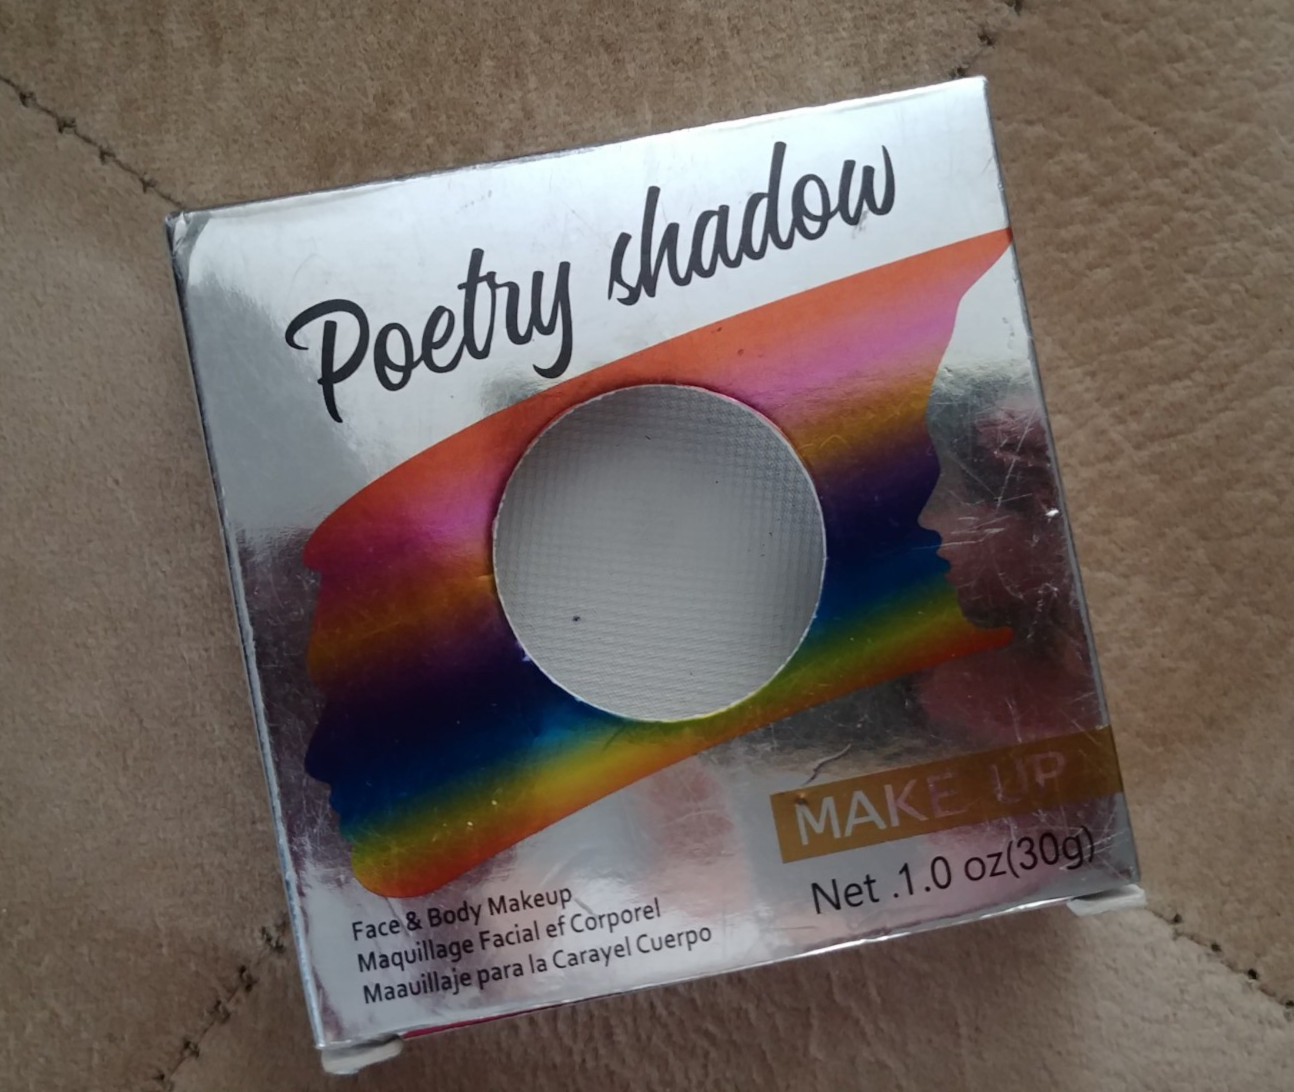 Poetry shadow
MAKE UP
Net .1.0 oz(30g)
Face & Body Makeup
Maquillage Facial ef Corporel
Maauillaje para la Carayel Cuerpo